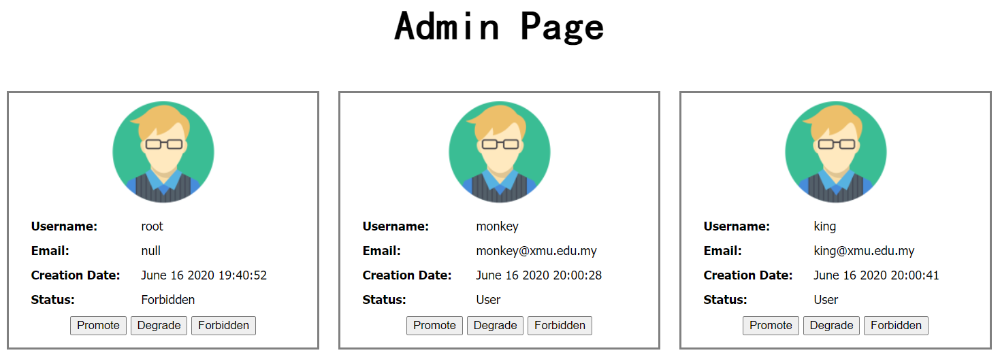 Admin Page
Username: root
Email: null
Creation Date: June 16 2020 19:40:52
Status: Forbidden
Promote Degrade Forbidden
Username: monkey
Email: monkey@xmu.edu.my
Creation Date: June 16 2020 20:00:28
Status: User
Promote Degrade Forbidden
Username: king
Email: king@xmu.edu.my
Creation Date: June 16 2020 20:00:41
Status: User
Promote Degrade Forbidden